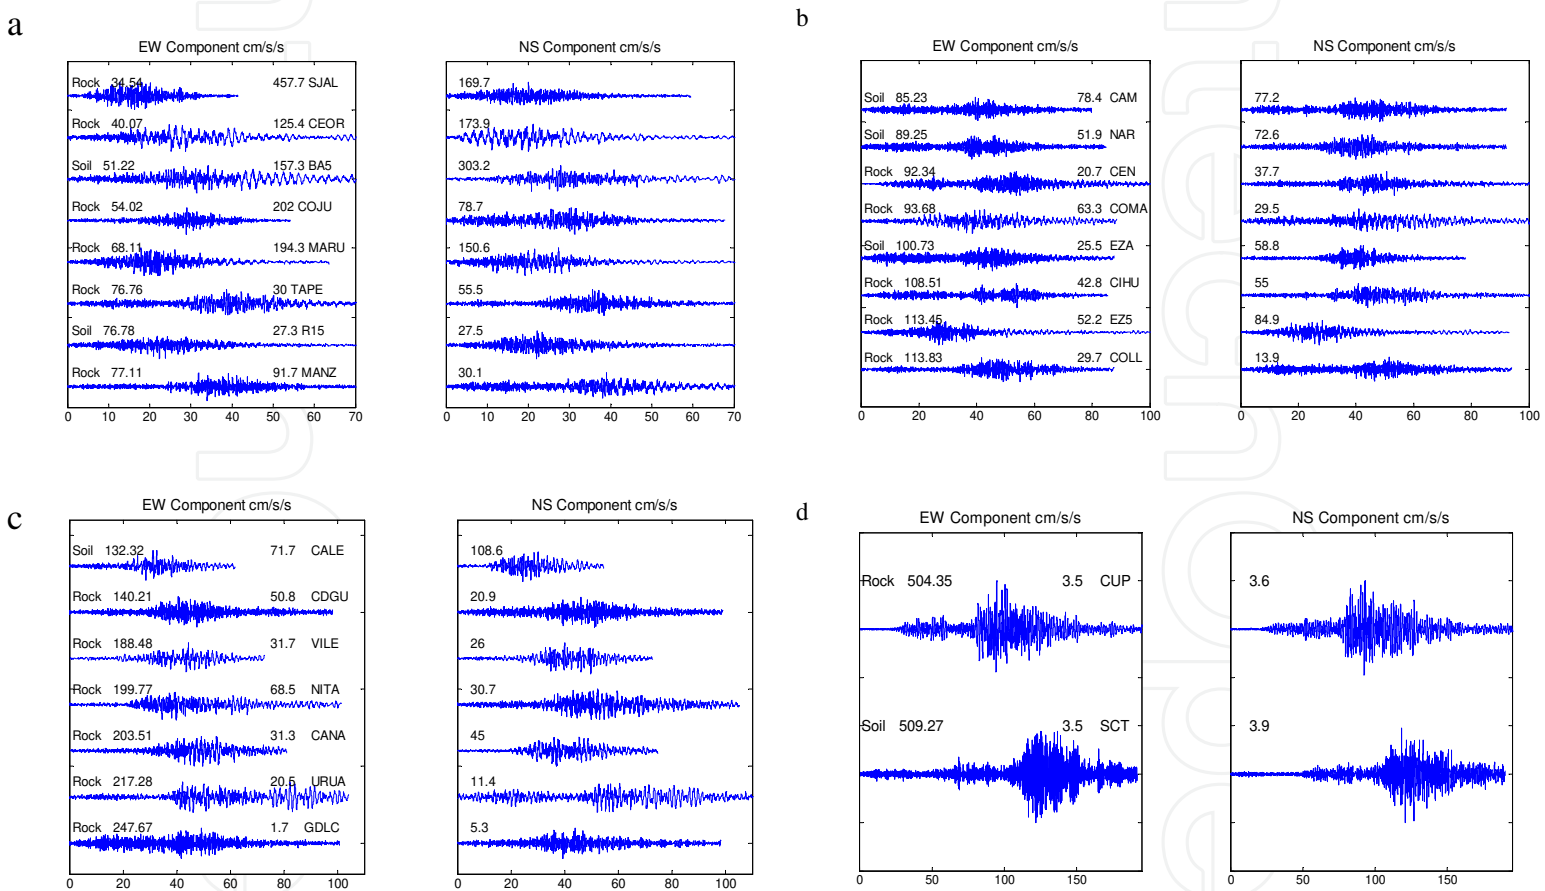 a
EW Component cm/s/s
NS Component cm/s/s
Rock 34.54 457.7 SJAL
169.7
Rock 40.07 125.4 CEOR
173.9
Soil 51.22 157.3 BA5
303.2
Rock 54.02 202 COJU
78.7
Rock 68.11 194.3 MARU
150.6
Rock 76.76 30 TAPE
55.5
Soil 76.78 27.3 R15
27.5
Rock 77.11 91.7 MANZ
30.1
0 10 20 30 40 50 60 70
0 10 20 30 40 50 60 70
b
EW Component cm/s/s
NS Component cm/s/s
Soil 85.23 78.4 CAM
77.2
Soil 89.25 51.9 NAR
72.6
Rock 92.34 20.7 CEN
37.7
Rock 93.68 63.3 COMA
29.5
Soil 100.73 25.5 EZA
58.8
Rock 108.51 42.8 CIHU
55
Rock 113.45 52.2 EZ5
84.9
Rock 113.83 29.7 COLL
13.9
0 20 40 60 80 100
0 20 40 60 80 100
c
EW Component cm/s/s
NS Component cm/s/s
Soil 132.32 71.7 CALE
108.6
Rock 140.21 50.8 CDGU
20.9
Rock 188.48 31.7 VILE
26
Rock 199.77 68.5 NITA
30.7
Rock 203.51 31.3 CANA
45
Rock 217.28 20.5 URUA
11.4
Rock 247.67 1.7 GDLC
5.3
0 20 40 60 80 100
0 20 40 60 80 100
d
EW Component cm/s/s
NS Component cm/s/s
Rock 504.35 3.5 CUP
3.6
Soil 509.27 3.5 SCT
3.9
0 50 100 150
0 50 100 150